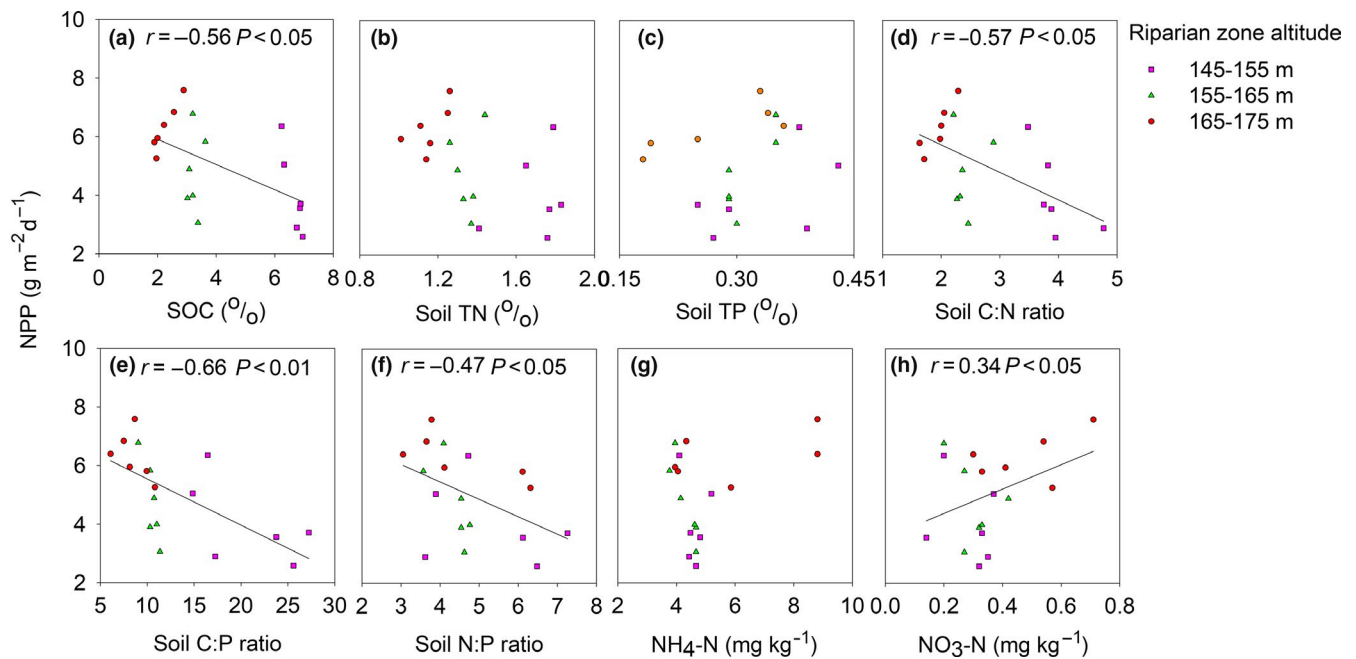 (a) r = −0.56 P < 0.05
(b)
(c)
(d) r = −0.57 P < 0.05
Riparian zone altitude
145-155 m
155-165 m
165-175 m
NPP (g m⁻²d⁻¹)
10
8
6
4
2
0 2 4 6 8
SOC (º/o)
0.8 1.2 1.6 2.0
Soil TN (º/o)
0.15 0.30 0.45
Soil TP (º/o)
1 2 3 4 5
Soil C:N ratio
(e) r = −0.66 P < 0.01
(f) r = −0.47 P < 0.05
(g)
(h) r = 0.34 P < 0.05
10
8
6
4
2
5 10 15 20 25 30
Soil C:P ratio
2 3 4 5 6 7 8
Soil N:P ratio
2 4 6 8 10
NH₄-N (mg kg⁻¹)
0.0 0.2 0.4 0.6 0.8
NO₃-N (mg kg⁻¹)